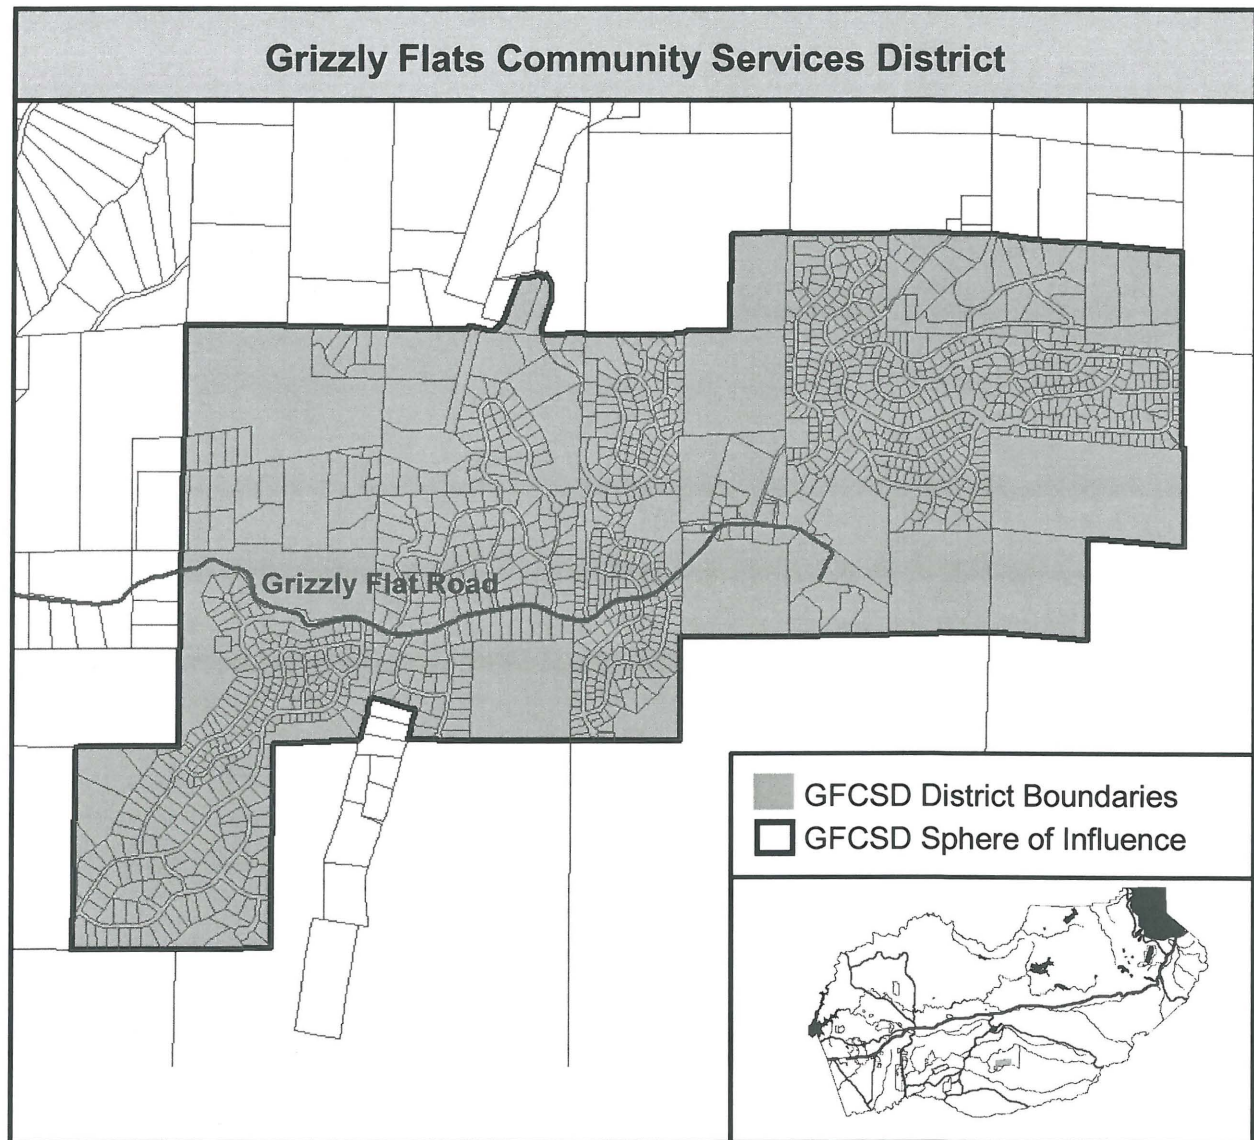 Grizzly Flats Community Services District
Grizzly Flat Road
GFCSD District Boundaries
GFCSD Sphere of Influence